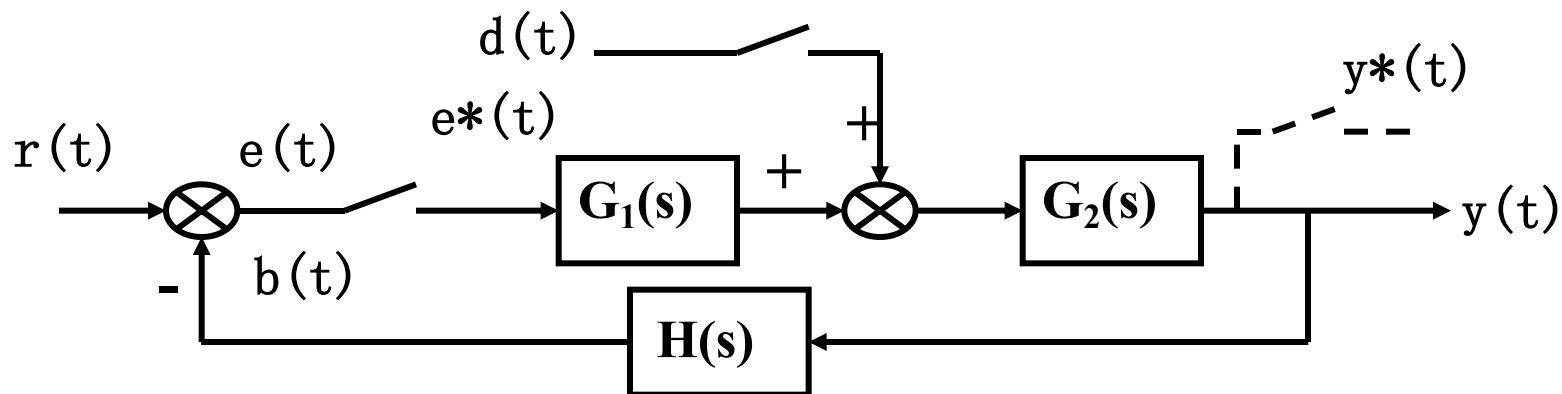 d(t)
y*(t)
e*(t)
r(t)
e(t)
+
+
G₁(s)
G₂(s)
y(t)
b(t)
-
H(s)